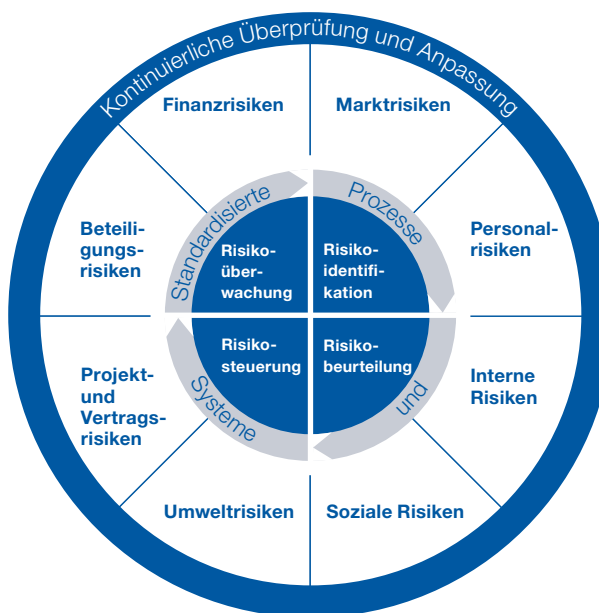 Kontinuierliche Überprüfung und Anpassung
Finanzrisiken
Marktrisiken
Personal-
risiken
Interne
Risiken
Soziale Risiken
Umweltrisiken
Projekt-
und
Vertrags-
risiken
Beteili-
gungs-
risiken
Standardisierte
Prozesse
und
Systeme
Risiko-
über-
wachung
Risiko-
identifi-
kation
Risiko-
beurteilung
Risiko-
steuerung